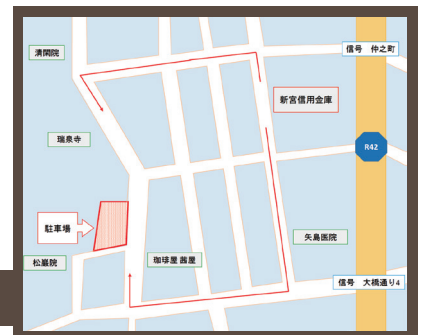 清閑院
信号 仲之町
新宮信用金庫
瑞泉寺
R42
駐車場
矢島医院
松巌院
珈琲屋 茜屋
信号 大橋通り4